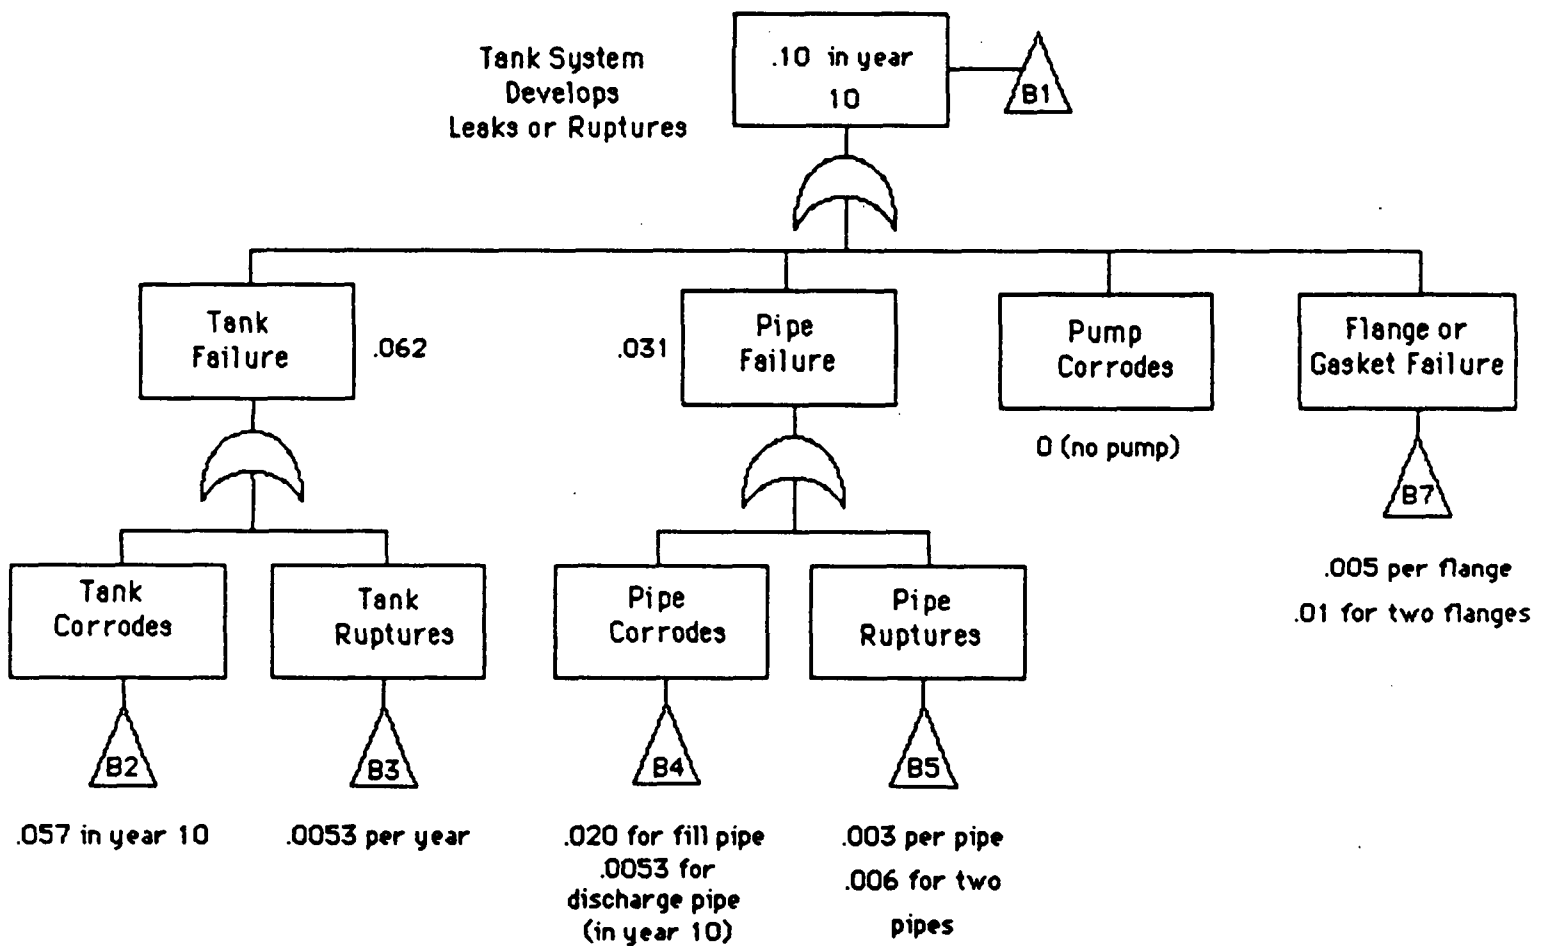 Tank System
Develops
Leaks or Ruptures
.10 in year
10
B1
Tank
Failure
.062
.031
Pipe
Failure
Pump
Corrodes
0 (no pump)
Flange or
Gasket Failure
B7
.005 per flange
.01 for two flanges
Tank
Corrodes
Tank
Ruptures
Pipe
Corrodes
Pipe
Ruptures
B2
B3
B4
B5
.057 in year 10
.0053 per year
.020 for fill pipe
.0053 for
discharge pipe
(in year 10)
.003 per pipe
.006 for two
pipes